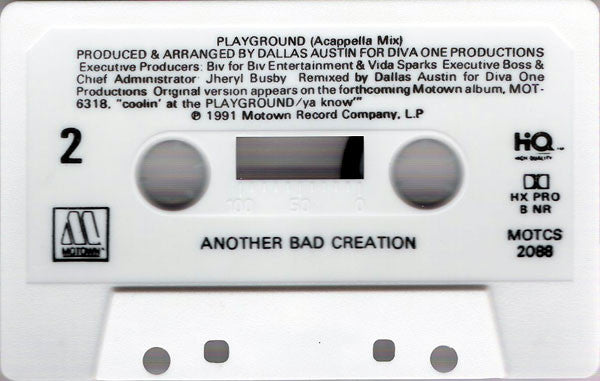 PLAYGROUND (Acappella Mix)
PRODUCED & ARRANGED BY DALLAS AUSTIN FOR DIVA ONE PRODUCTIONS
Executive Producers: Biv for Biv Entertainment & Vida Sparks Executive Boss &
Chief Administrator: Jheryl Busby Remixed by Dallas Austin for Diva One
Productions Original version appears on the forthcoming Motown album, MOT-
6318, "coolin' at the PLAYGROUND/ya know'"
℗ 1991 Motown Record Company, L.P
2
HiQ
HIGH QUALITY
HX PRO
B NR
100 50 0
M
MOTOWN
ANOTHER BAD CREATION
MOTCS
2088